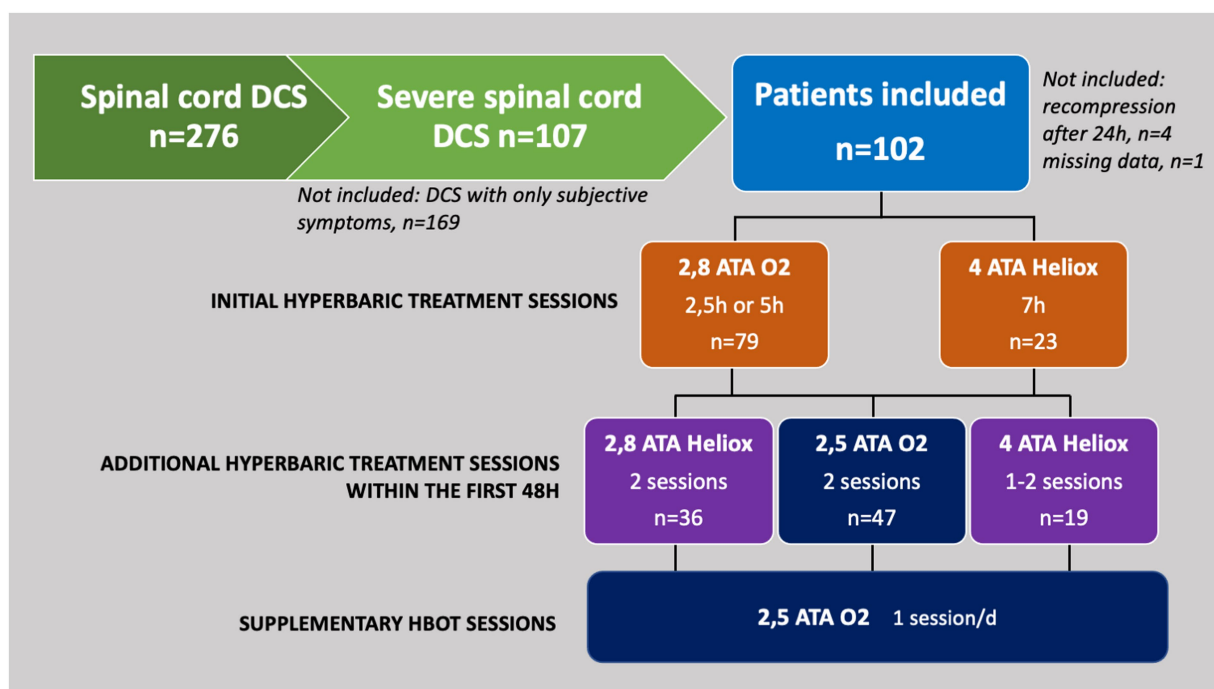 Spinal cord DCS
n=276
Severe spinal cord
DCS n=107
Patients included
n=102
Not included:
recompression
after 24h, n=4
missing data, n=1
Not included: DCS with only subjective
symptoms, n=169
INITIAL HYPERBARIC TREATMENT SESSIONS
2,8 ATA O2
2,5h or 5h
n=79
4 ATA Heliox
7h
n=23
ADDITIONAL HYPERBARIC TREATMENT SESSIONS
WITHIN THE FIRST 48H
2,8 ATA Heliox
2 sessions
n=36
2,5 ATA O2
2 sessions
n=47
4 ATA Heliox
1-2 sessions
n=19
SUPPLEMENTARY HBOT SESSIONS
2,5 ATA O2 1 session/d